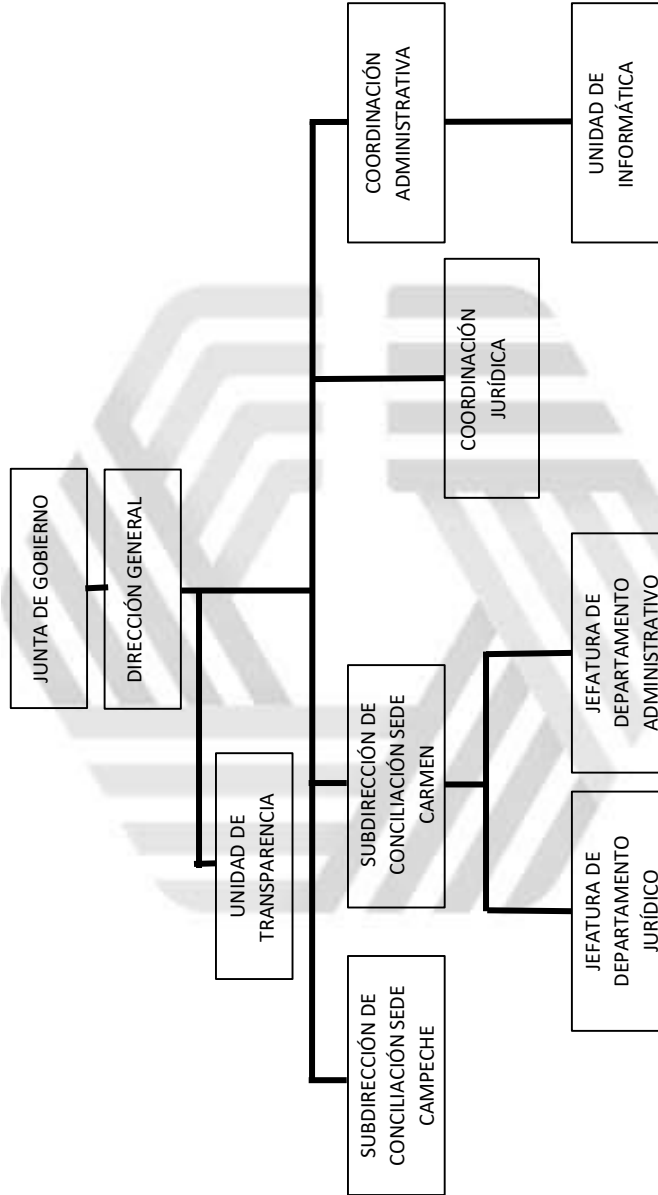 JUNTA DE GOBIERNO
DIRECCIÓN GENERAL
UNIDAD DE
TRANSPARENCIA
SUBDIRECCIÓN DE
CONCILIACIÓN SEDE
CAMPECHE
SUBDIRECCIÓN DE
CONCILIACIÓN SEDE
CARMEN
COORDINACIÓN
JURÍDICA
COORDINACIÓN
ADMINISTRATIVA
JEFATURA DE
DEPARTAMENTO
JURÍDICO
JEFATURA DE
DEPARTAMENTO
ADMINISTRATIVO
UNIDAD DE
INFORMÁTICA